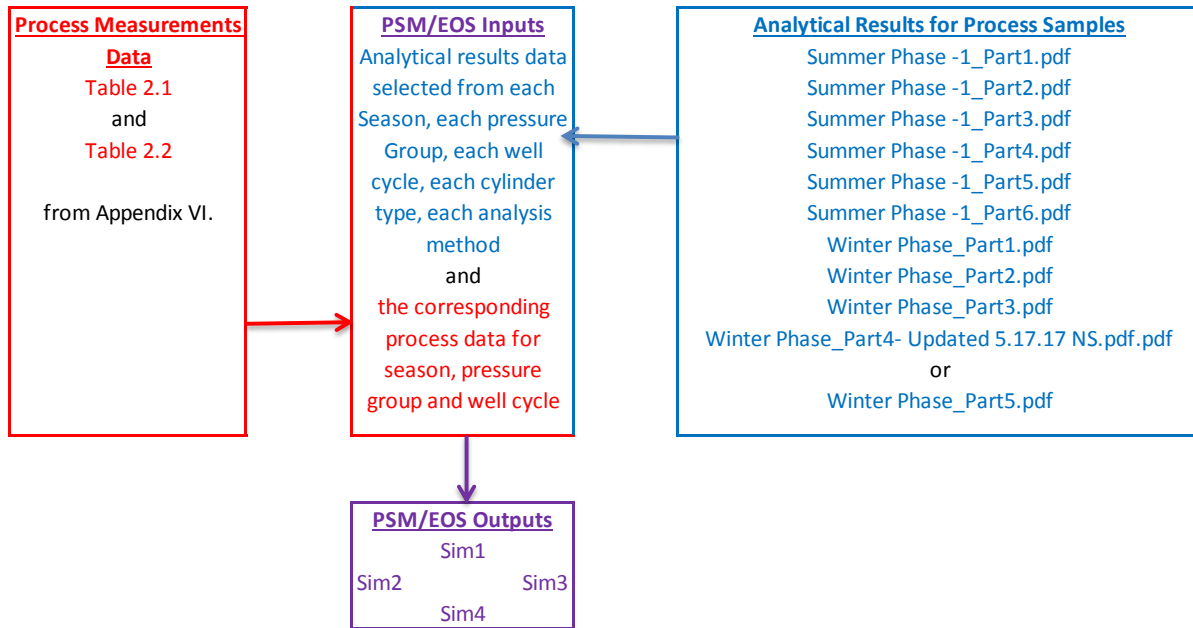 Process Measurements
Data
Table 2.1
and
Table 2.2
from Appendix VI.
PSM/EOS Inputs
Analytical results data
selected from each
Season, each pressure
Group, each well
cycle, each cylinder
type, each analysis
method
and
the corresponding
process data for
season, pressure
group and well cycle
Analytical Results for Process Samples
Summer Phase -1_Part1.pdf
Summer Phase -1_Part2.pdf
Summer Phase -1_Part3.pdf
Summer Phase -1_Part4.pdf
Summer Phase -1_Part5.pdf
Summer Phase -1_Part6.pdf
Winter Phase_Part1.pdf
Winter Phase_Part2.pdf
Winter Phase_Part3.pdf
Winter Phase_Part4- Updated 5.17.17 NS.pdf.pdf
or
Winter Phase_Part5.pdf
PSM/EOS Outputs
Sim1
Sim2 Sim3
Sim4